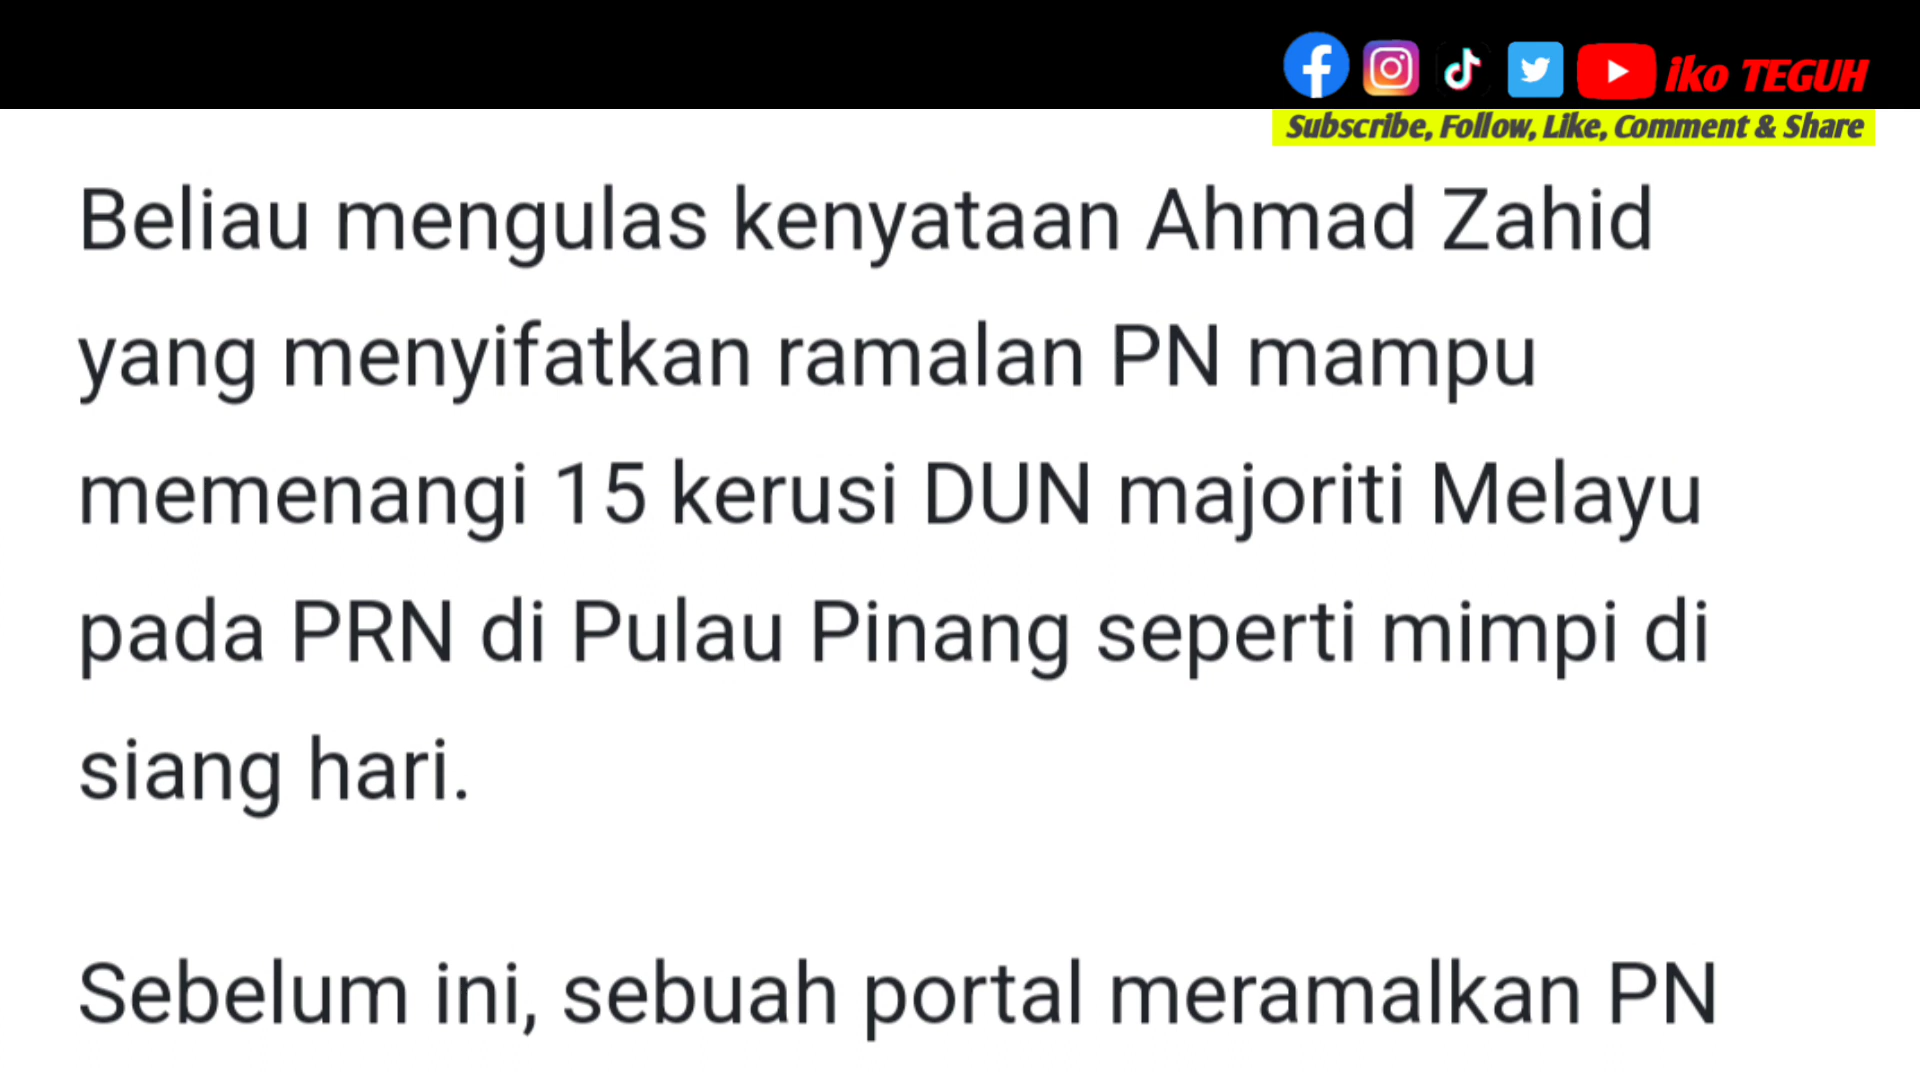 iko TEGUH
Subscribe, Follow, Like, Comment & Share
Beliau mengulas kenyataan Ahmad Zahid
yang menyifatkan ramalan PN mampu
memenangi 15 kerusi DUN majoriti Melayu
pada PRN di Pulau Pinang seperti mimpi di
siang hari.
Sebelum ini, sebuah portal meramalkan PN